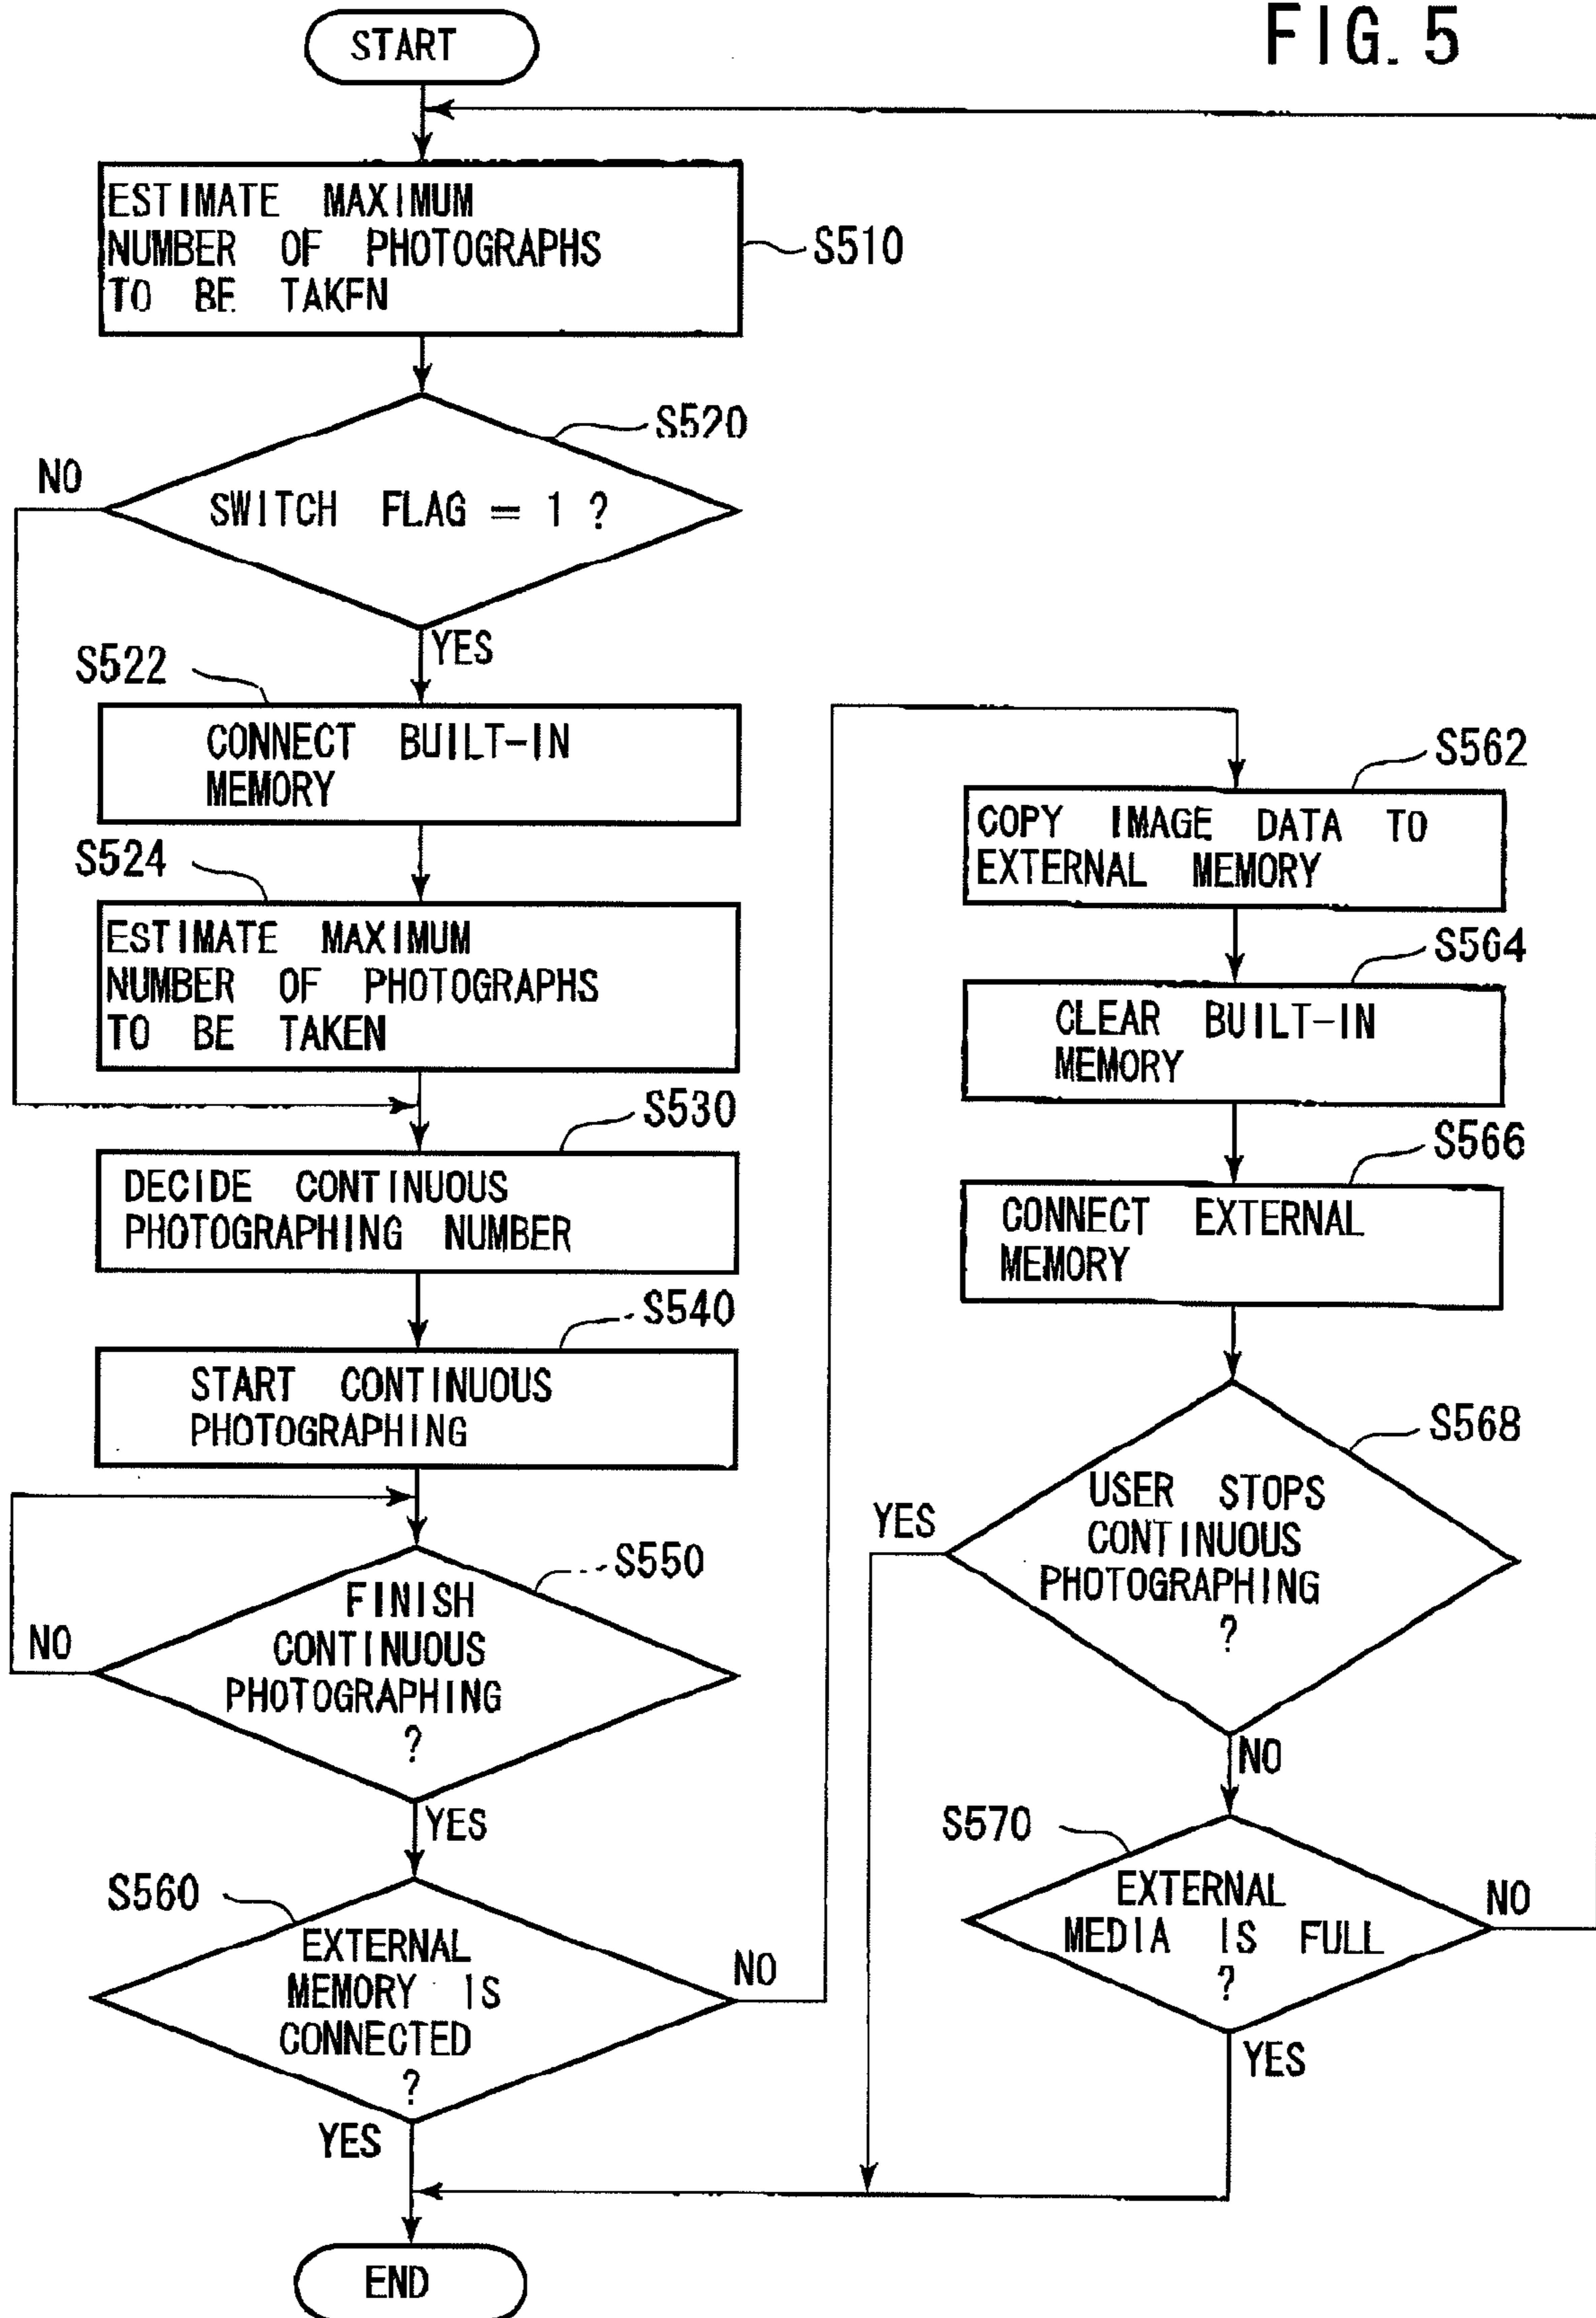 FIG. 5
START
ESTIMATE MAXIMUM
NUMBER OF PHOTOGRAPHS
TO BE TAKEN
S510
S520
NO
SWITCH FLAG = 1 ?
YES
S522
CONNECT BUILT-IN
MEMORY
S524
ESTIMATE MAXIMUM
NUMBER OF PHOTOGRAPHS
TO BE TAKEN
S530
DECIDE CONTINUOUS
PHOTOGRAPHING NUMBER
S540
START CONTINUOUS
PHOTOGRAPHING
S550
FINISH
CONTINUOUS
PHOTOGRAPHING
?
NO
YES
S560
EXTERNAL
MEMORY IS
CONNECTED
?
NO
YES
END
S562
COPY IMAGE DATA TO
EXTERNAL MEMORY
S564
CLEAR BUILT-IN
MEMORY
S566
CONNECT EXTERNAL
MEMORY
S568
USER STOPS
CONTINUOUS
PHOTOGRAPHING
?
YES
NO
S570
EXTERNAL
MEDIA IS FULL
?
NO
YES